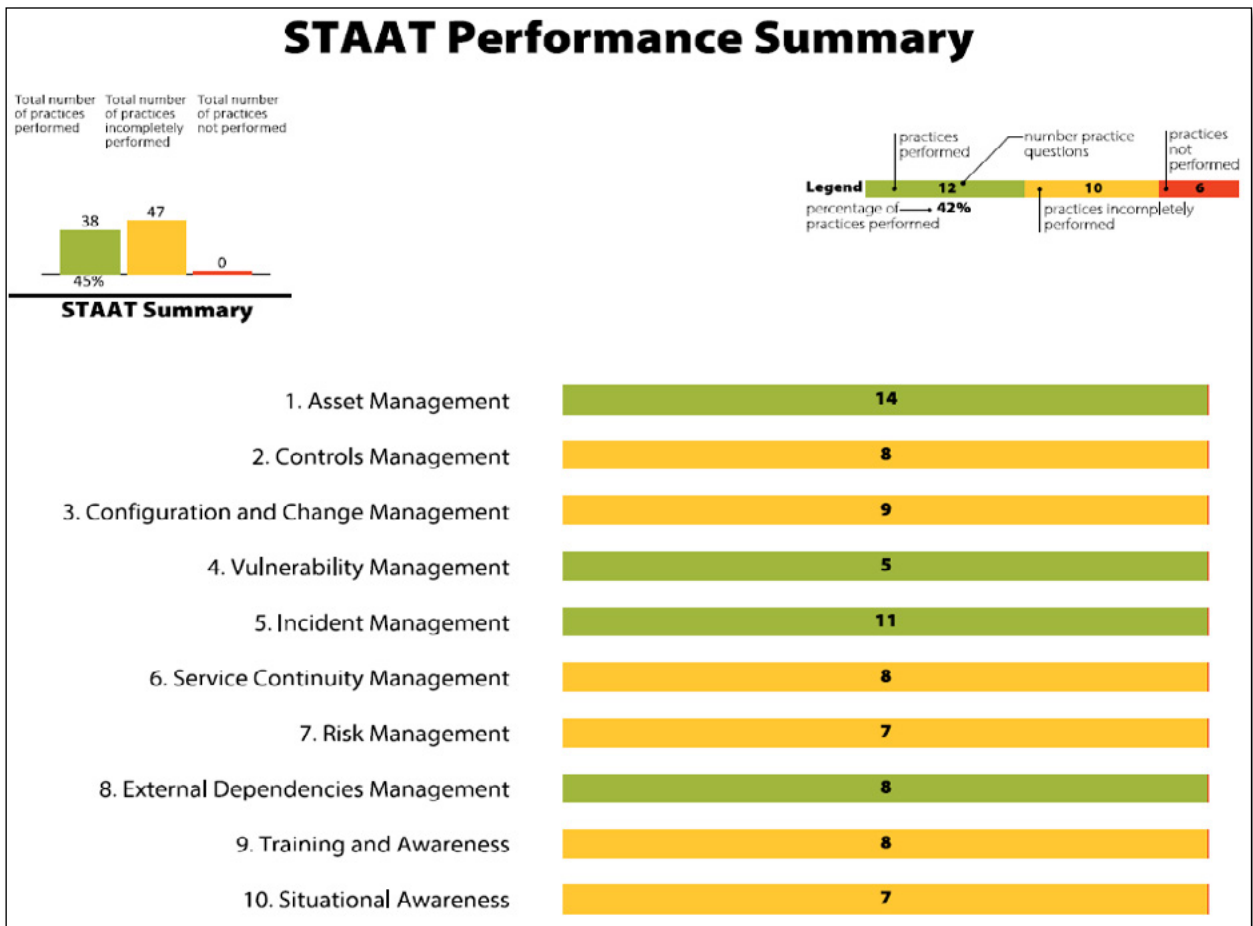 STAAT Performance Summary
Total number Total number Total number
of practices of practices of practices
performed incompletely not performed
performed
38 47 0
45%
STAAT Summary
practices performed
number practice questions
practices not performed
Legend 12 10 6
percentage of practices performed 42%
practices incompletely performed
1. Asset Management 14
2. Controls Management 8
3. Configuration and Change Management 9
4. Vulnerability Management 5
5. Incident Management 11
6. Service Continuity Management 8
7. Risk Management 7
8. External Dependencies Management 8
9. Training and Awareness 8
10. Situational Awareness 7